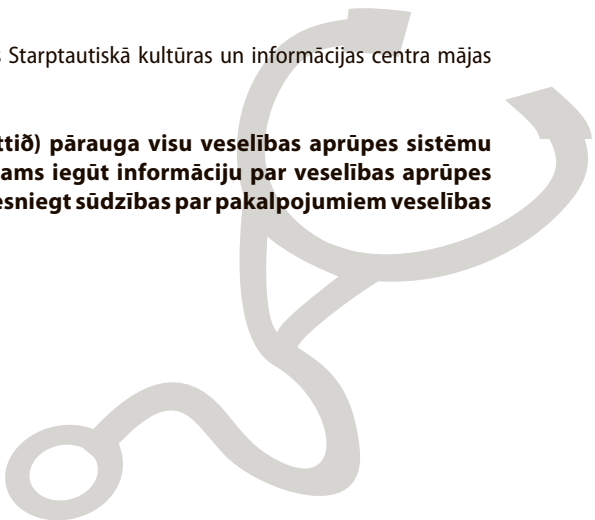 Starptautiskā kultūras un informācijas centra mājas
pārauga visu veselības aprūpes sistēmu
iegūt informāciju par veselības aprūpes
sūdzības par pakalpojumiem veselības